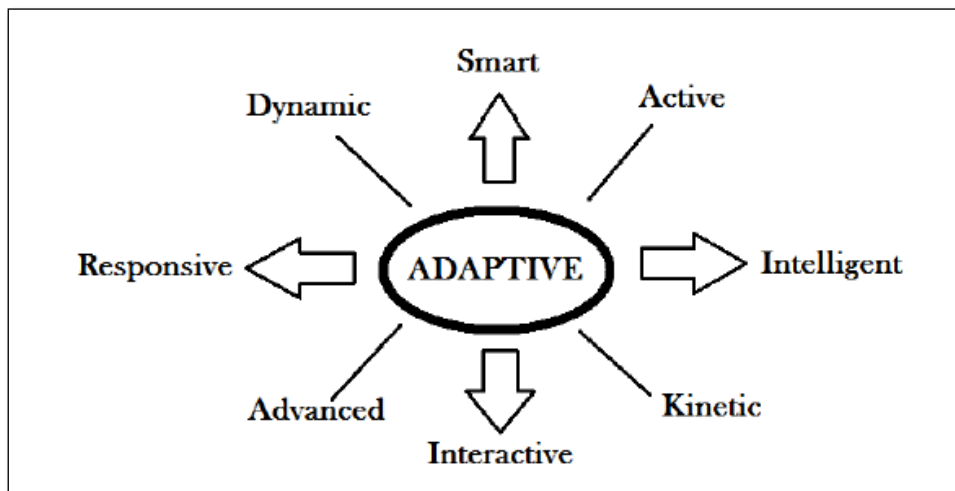 Smart
Dynamic
Active
Responsive
ADAPTIVE
Intelligent
Advanced
Kinetic
Interactive